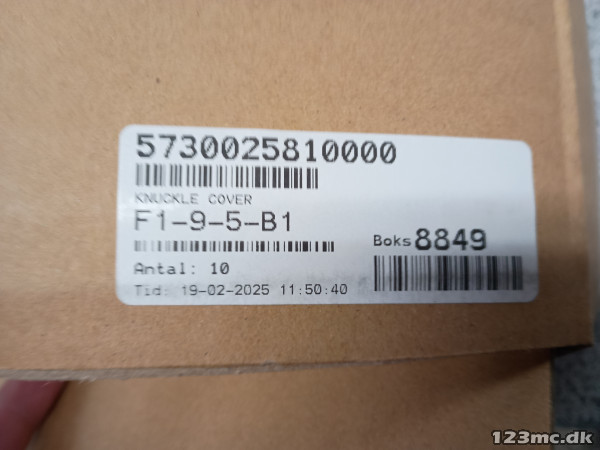 5730025810000
KNUCKLE COVER
F1-9-5-B1
Boks 8849
Antal: 10
Tid: 19-02-2025 11:50:40
123mc.dk